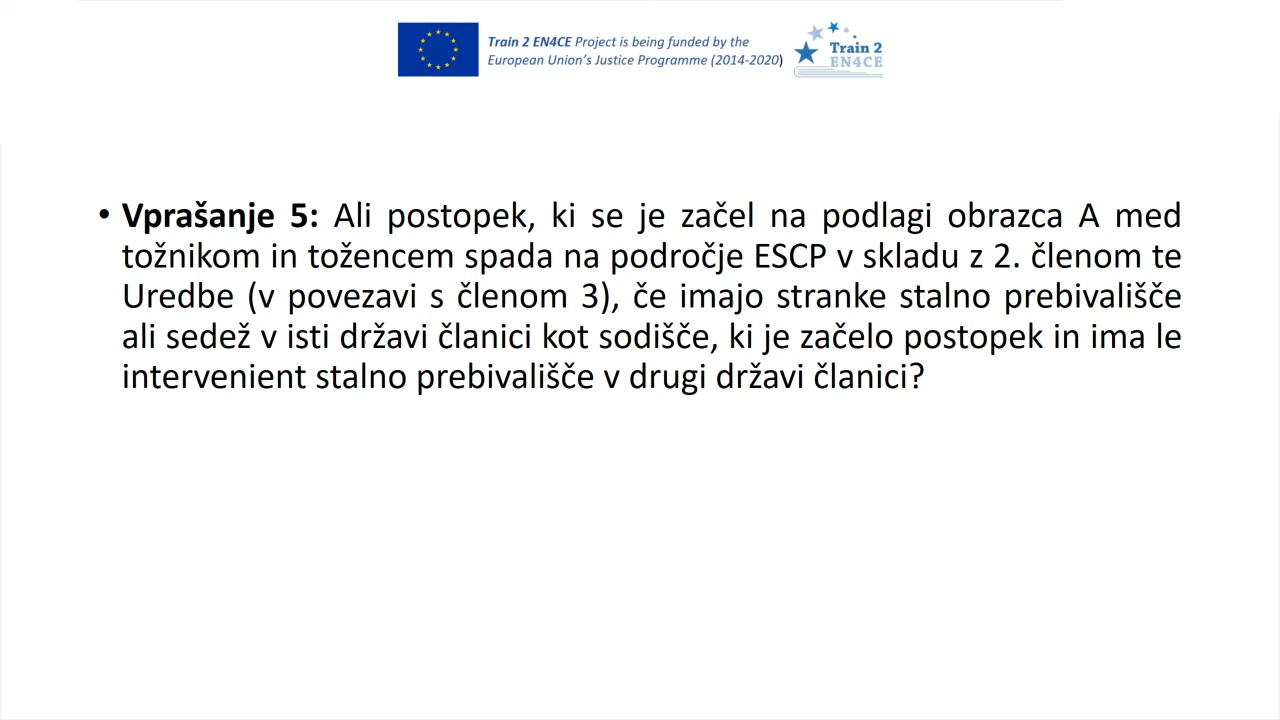 Train 2 EN4CE Project is being funded by the
European Union's Justice Programme (2014-2020)
Train 2
EN4CE
• Vprašanje 5: Ali postopek, ki se je začel na podlagi obrazca A med
tožnikom in tožencem spada na področje ESCP v skladu z 2. členom te
Uredbe (v povezavi s členom 3), če imajo stranke stalno prebivališče
ali sedež v isti državi članici kot sodišče, ki je začelo postopek in ima le
intervenient stalno prebivališče v drugi državi članici?